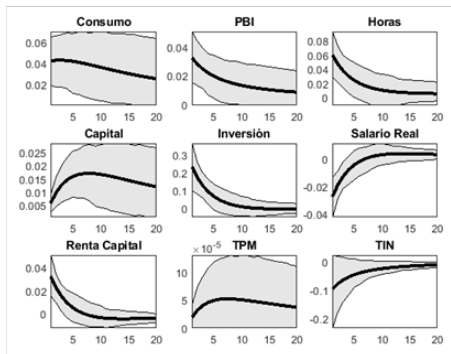 Consumo PBI Horas
0.06 0.04 0.02 5 10 15 20
0.04 0.02 0 5 10 15 20
0.08 0.06 0.04 0.02 0 5 10 15 20
Capital Inversión Salario Real
0.025 0.02 0.015 0.01 0.005 5 10 15 20
0.3 0.2 0.1 0 5 10 15 20
0 -0.02 -0.04 5 10 15 20
Renta Capital TPM TIN
0.04 0.02 0 5 10 15 20
× 10-5 10 5 0 5 10 15 20
0 -0.1 -0.2 5 10 15 20